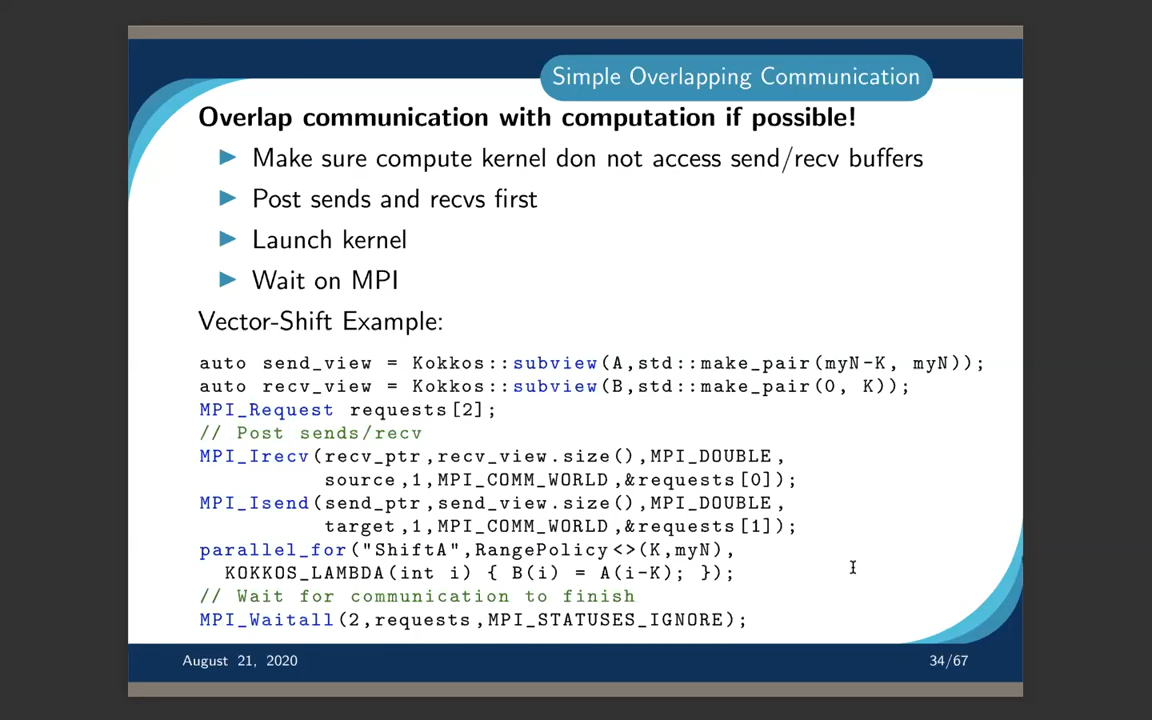 Simple Overlapping Communication
Overlap communication with computation if possible!
Make sure compute kernel don not access send/recv buffers
Post sends and recvs first
Launch kernel
Wait on MPI
Vector-Shift Example:
auto send_view = Kokkos::subview(A,std::make_pair(myN-K, myN));
auto recv_view = Kokkos::subview(B,std::make_pair(0, K));
MPI_Request requests[2];
// Post sends/recv
MPI_Irecv(recv_ptr,recv_view.size(),MPI_DOUBLE,
source,1,MPI_COMM_WORLD,&requests[0]);
MPI_Isend(send_ptr,send_view.size(),MPI_DOUBLE,
target,1,MPI_COMM_WORLD,&requests[1]);
parallel_for("ShiftA",RangePolicy<>(K,myN),
KOKKOS_LAMBDA(int i) { B(i) = A(i-K); });
// Wait for communication to finish
MPI_Waitall(2,requests,MPI_STATUSES_IGNORE);
August 21, 2020
34/67